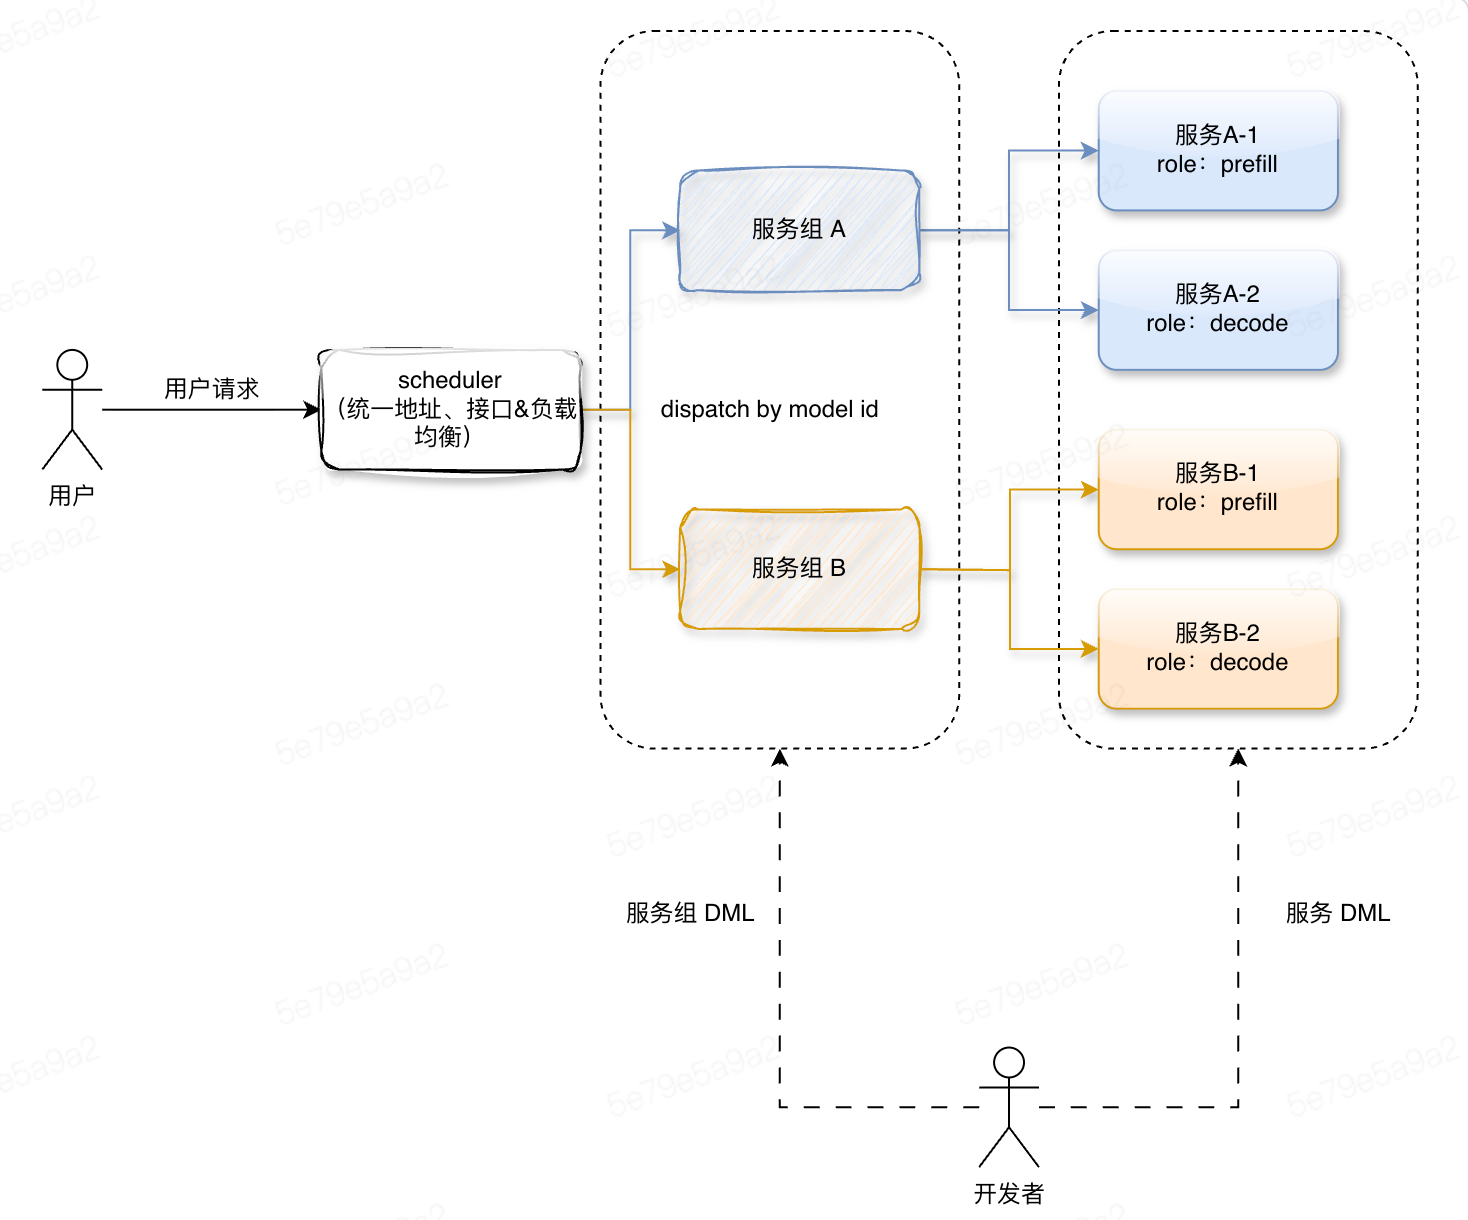 服务A-1
role：prefill
服务组 A
服务A-2
role：decode
用户请求
scheduler
（统一地址、接口&负载
均衡）
dispatch by model id
用户
服务B-1
role：prefill
服务组 B
服务B-2
role：decode
服务组 DML
服务 DML
开发者
5e79e5a9a2